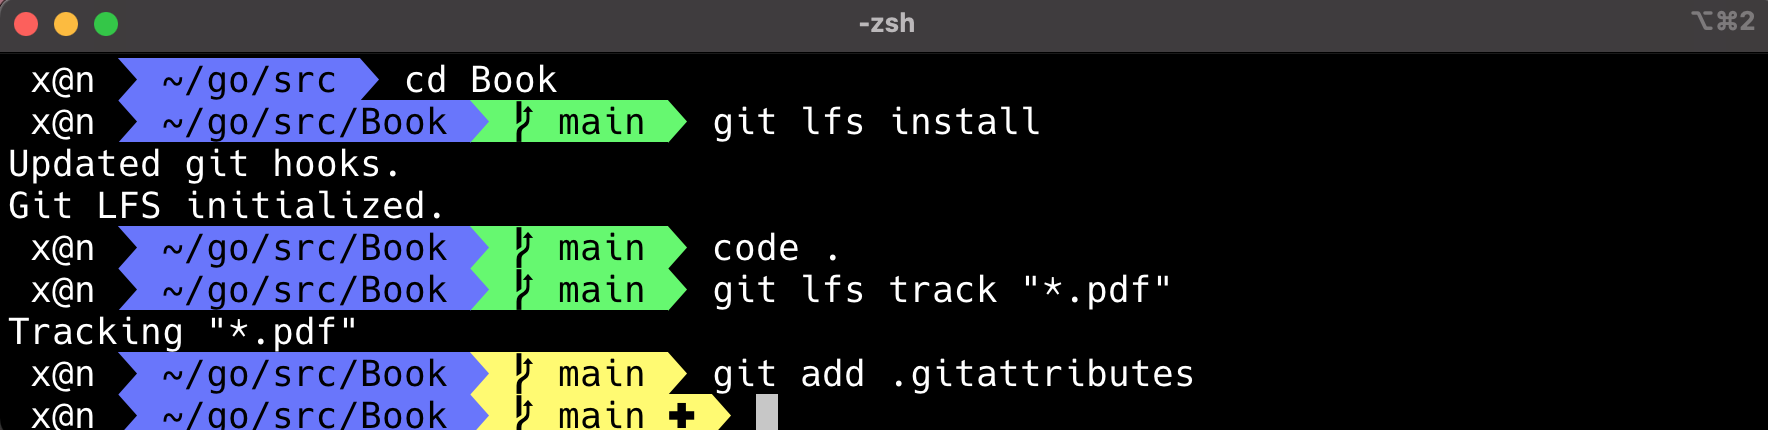 -zsh ⌥⌘2
x@n ~/go/src cd Book
x@n ~/go/src/Book main git lfs install
Updated git hooks.
Git LFS initialized.
x@n ~/go/src/Book main code .
x@n ~/go/src/Book main git lfs track "*.pdf"
Tracking "*.pdf"
x@n ~/go/src/Book main git add .gitattributes
x@n ~/go/src/Book main ✚